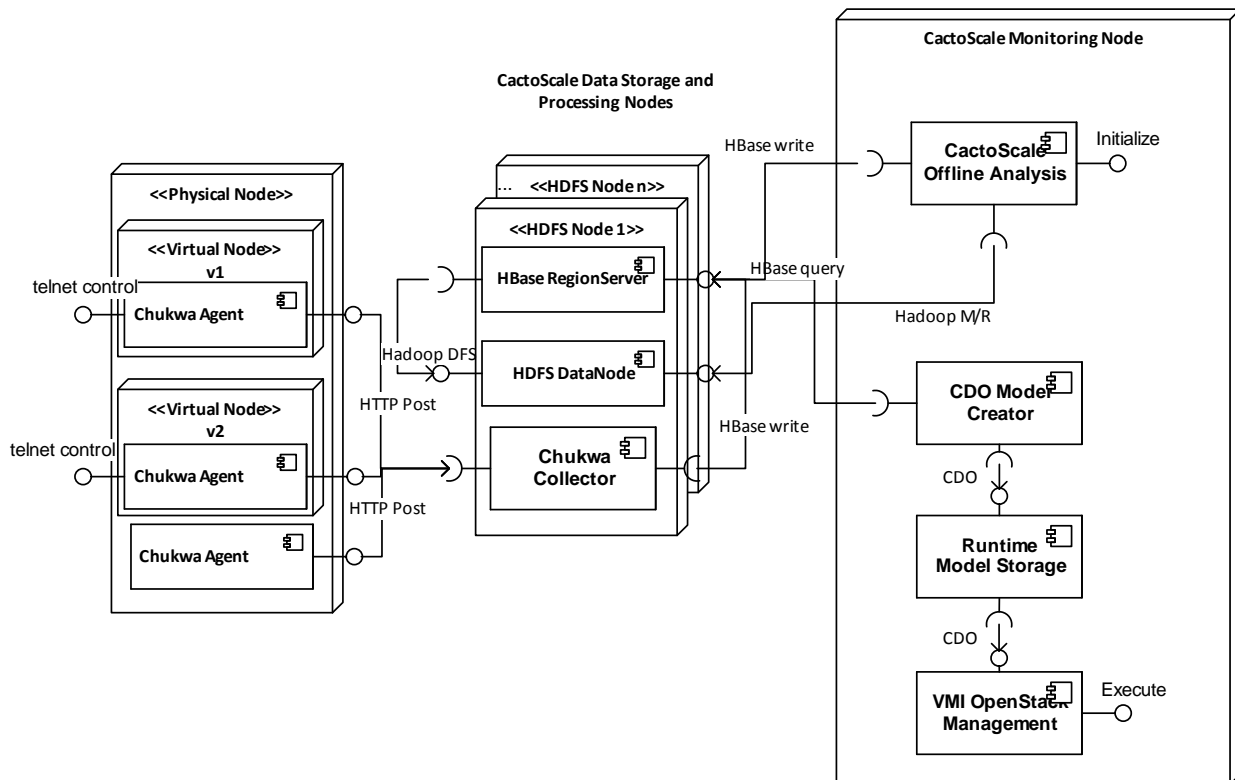 CactoScale Monitoring Node
CactoScale Data Storage and
Processing Nodes
HBase write
CactoScale
Offline Analysis
Initialize
<<Physical Node>>
... <<HDFS Node n>>
<<HDFS Node 1>>
<<Virtual Node>>
v1
HBase RegionServer
HBase query
telnet control
Chukwa Agent
Hadoop M/R
Hadoop DFS
HDFS DataNode
<<Virtual Node>>
v2
HTTP Post
CDO Model
Creator
HBase write
telnet control
Chukwa Agent
Chukwa
Collector
CDO
HTTP Post
Chukwa Agent
Runtime
Model Storage
CDO
VMI OpenStack
Management
Execute